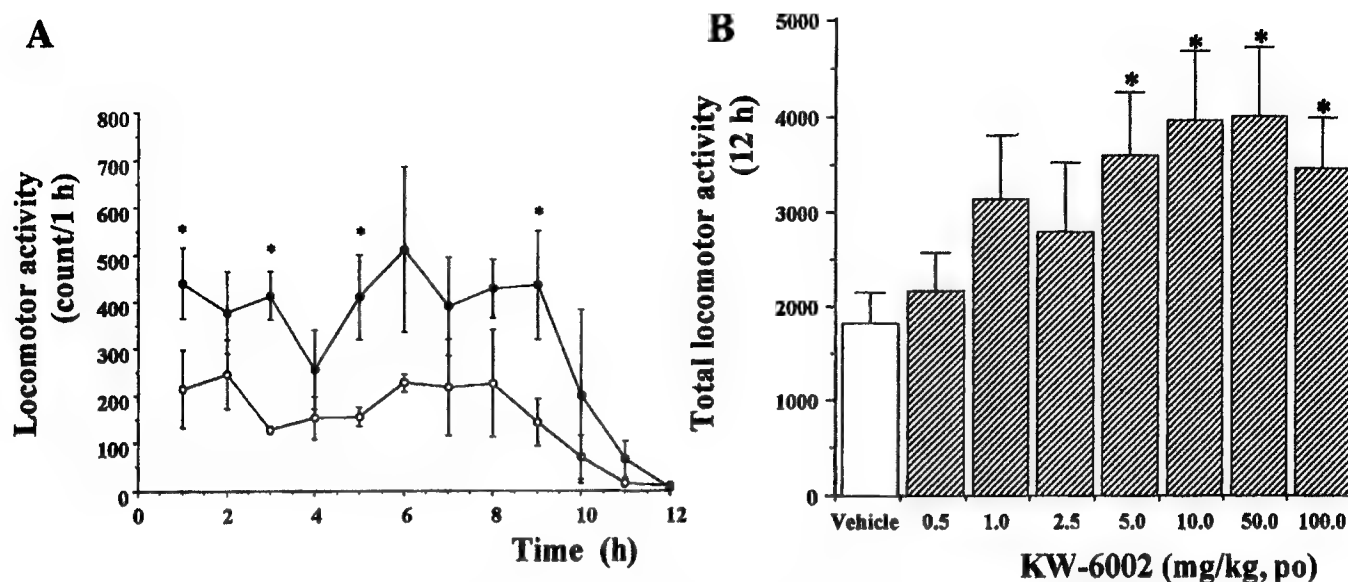 A
Locomotor activity
(count/1 h)
800
700
600
500
400
300
200
100
0
* * * *
0 2 4 6 8 10 12
Time (h)
B
Total locomotor activity
(12 h)
5000
4000
3000
2000
1000
0
* * * *
Vehicle 0.5 1.0 2.5 5.0 10.0 50.0 100.0
KW-6002 (mg/kg, po)